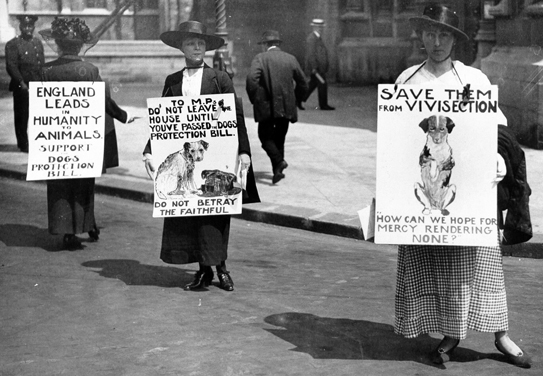 ENGLAND
LEADS
IN
HUMANITY
TO
ANIMALS.
SUPPORT
DOGS
PROTECTION
BILL.
TO M.P.s
DO NOT LEAVE THE
HOUSE UNTIL
YOU'VE PASSED DOGS
PROTECTION BILL.
DO NOT BETRAY
THE FAITHFUL
SAVE THEM
FROM VIVISECTION
HOW CAN WE HOPE FOR
MERCY RENDERING
NONE?